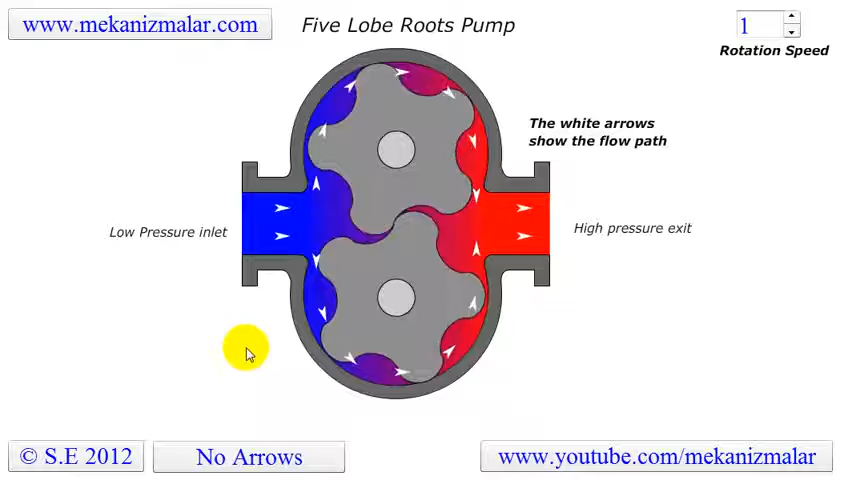 www.mekanizmalar.com
Five Lobe Roots Pump
1
Rotation Speed
The white arrows
show the flow path
Low Pressure inlet
High pressure exit
© S.E 2012
No Arrows
www.youtube.com/mekanizmalar